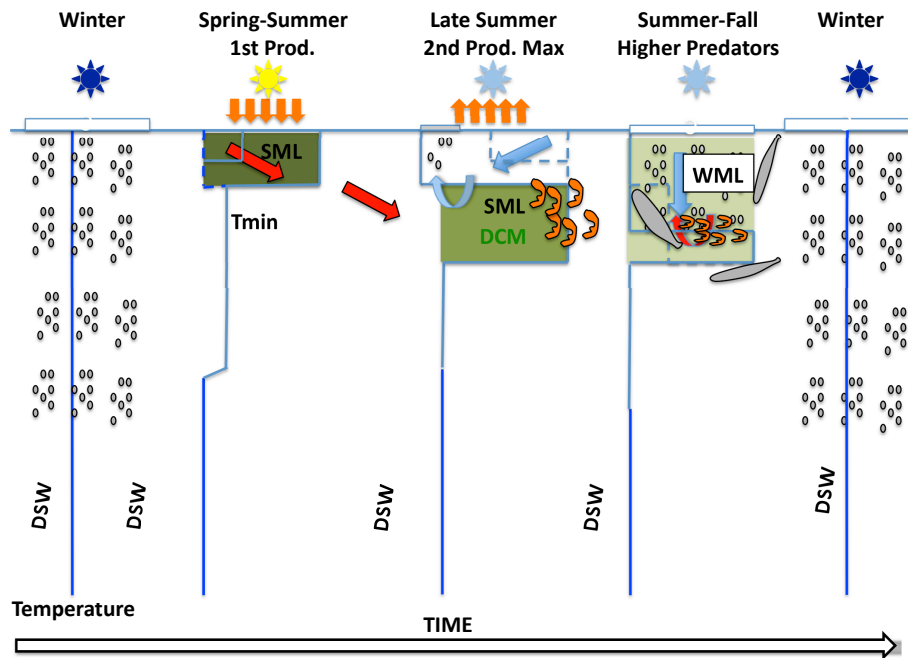 Winter
Spring-Summer
1st Prod.
Late Summer
2nd Prod. Max
Summer-Fall
Higher Predators
Winter
SML
Tmin
SML
DCM
WML
DSW
DSW
DSW
DSW
DSW
Temperature
TIME